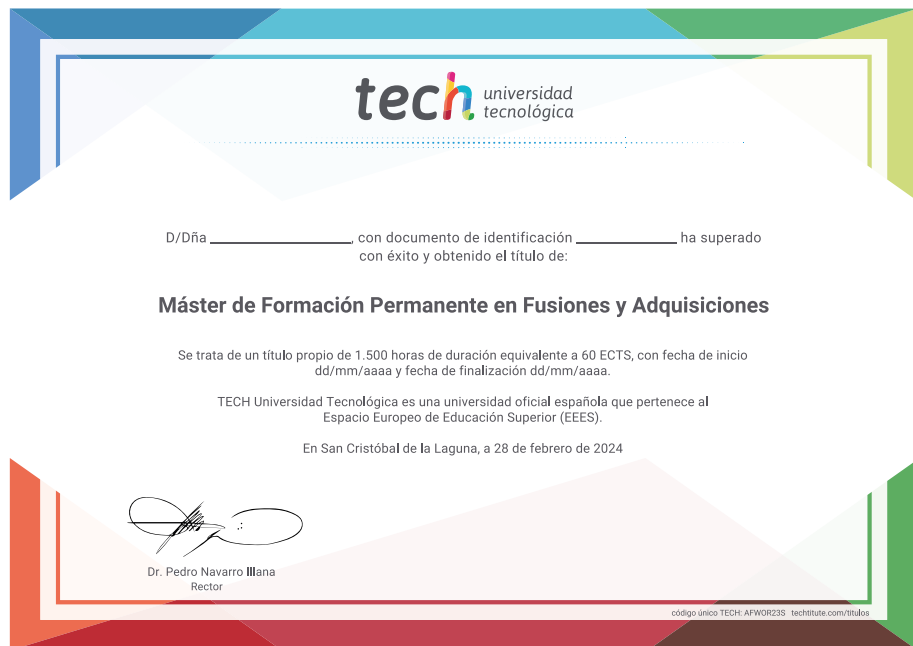 tech universidad
tecnológica
D/Dña ____________________, con documento de identificación ______________ ha superado
con éxito y obtenido el título de:
Máster de Formación Permanente en Fusiones y Adquisiciones
Se trata de un título propio de 1.500 horas de duración equivalente a 60 ECTS, con fecha de inicio
dd/mm/aaaa y fecha de finalización dd/mm/aaaa.
TECH Universidad Tecnológica es una universidad oficial española que pertenece al
Espacio Europeo de Educación Superior (EEES).
En San Cristóbal de la Laguna, a 28 de febrero de 2024
Dr. Pedro Navarro Illana
Rector
código único TECH: AFWOR23S techtitute.com/titulos